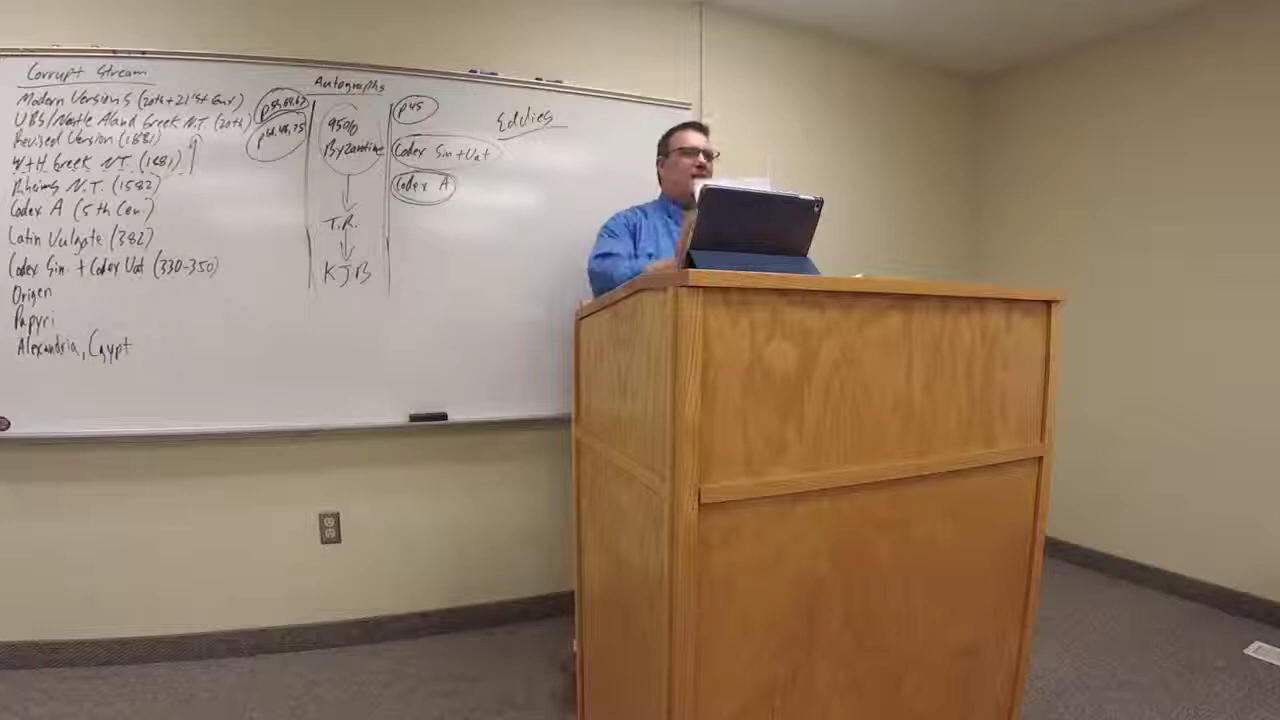 Corrupt Stream
Modern Versions (20th + 21st Cent.)
UBS/Nestle Aland Greek N.T. (20th)
Revised Version (1881)
W+H Greek N.T. (1881)
Rheims N.T. (1582)
Codex A (5th Cen.)
Latin Vulgate (382)
Codex Sin. + Codex Vat (330-350)
Origen
Papyri
Alexandria, Egypt
Autographs
95%
Byzantine
T.R.
KJB
P45
Codex Sin + Vat
Codex A
Eddies